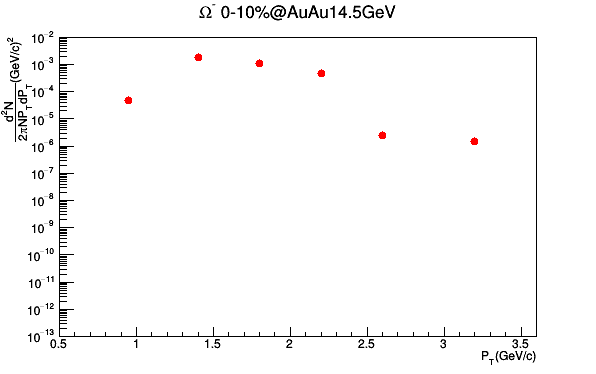 Ω⁻ 0-10%@AuAu14.5GeV
d²N
2πNP_T dP_T (GeV/c)²
10⁻²
10⁻³
10⁻⁴
10⁻⁵
10⁻⁶
10⁻⁷
10⁻⁸
10⁻⁹
10⁻¹⁰
10⁻¹¹
10⁻¹²
10⁻¹³
0.5 1 1.5 2 2.5 3 3.5
P_T(GeV/c)